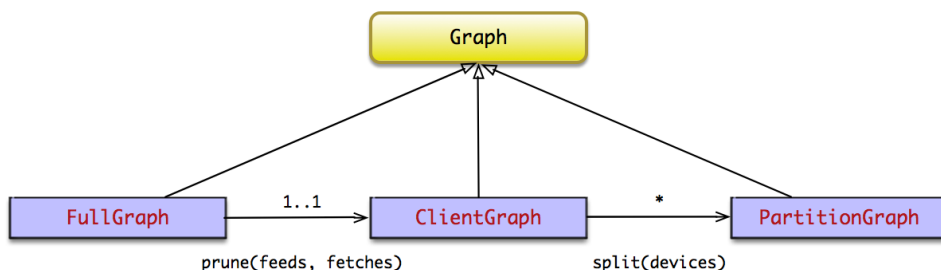 Graph
1..1
*
FullGraph
ClientGraph
PartitionGraph
prune(feeds, fetches)
split(devices)